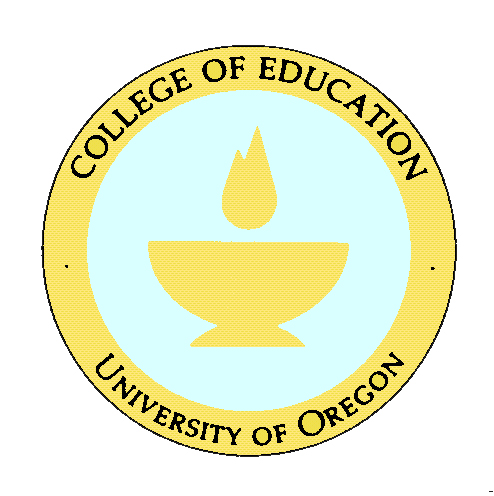 COLLEGE OF EDUCATION
UNIVERSITY OF OREGON